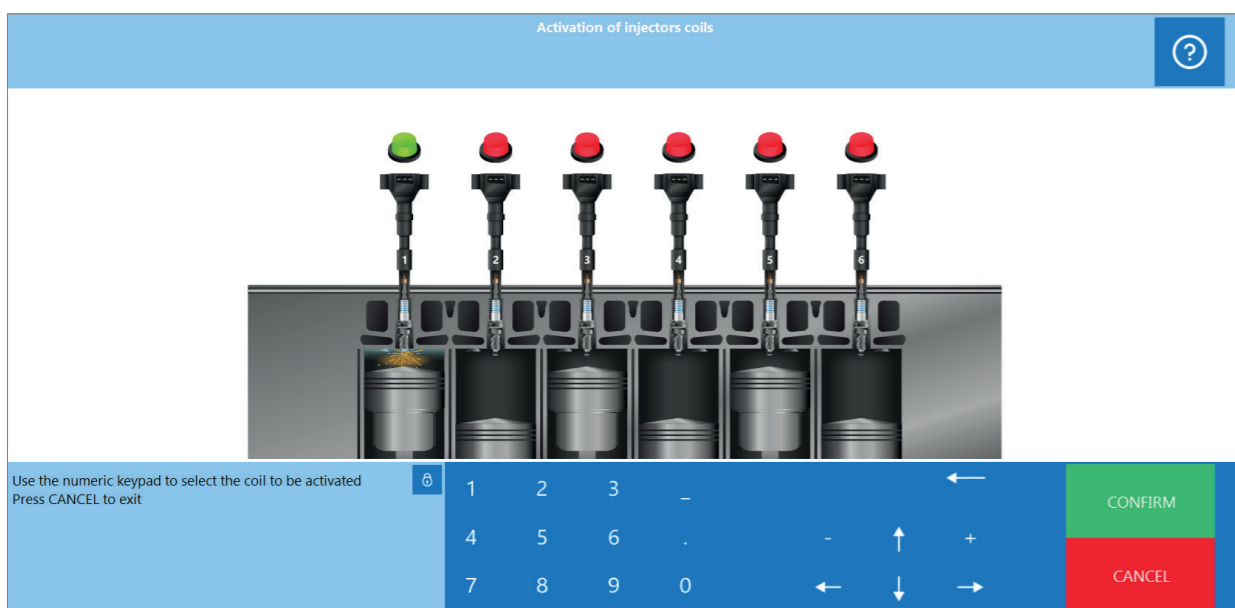 Activation of injectors coils
?
1 2 3 4 5 6
Use the numeric keypad to select the coil to be activated
Press CANCEL to exit
1 2 3 _ ←
4 5 6 . - ↑ +
7 8 9 0 ← ↓ →
CONFIRM
CANCEL